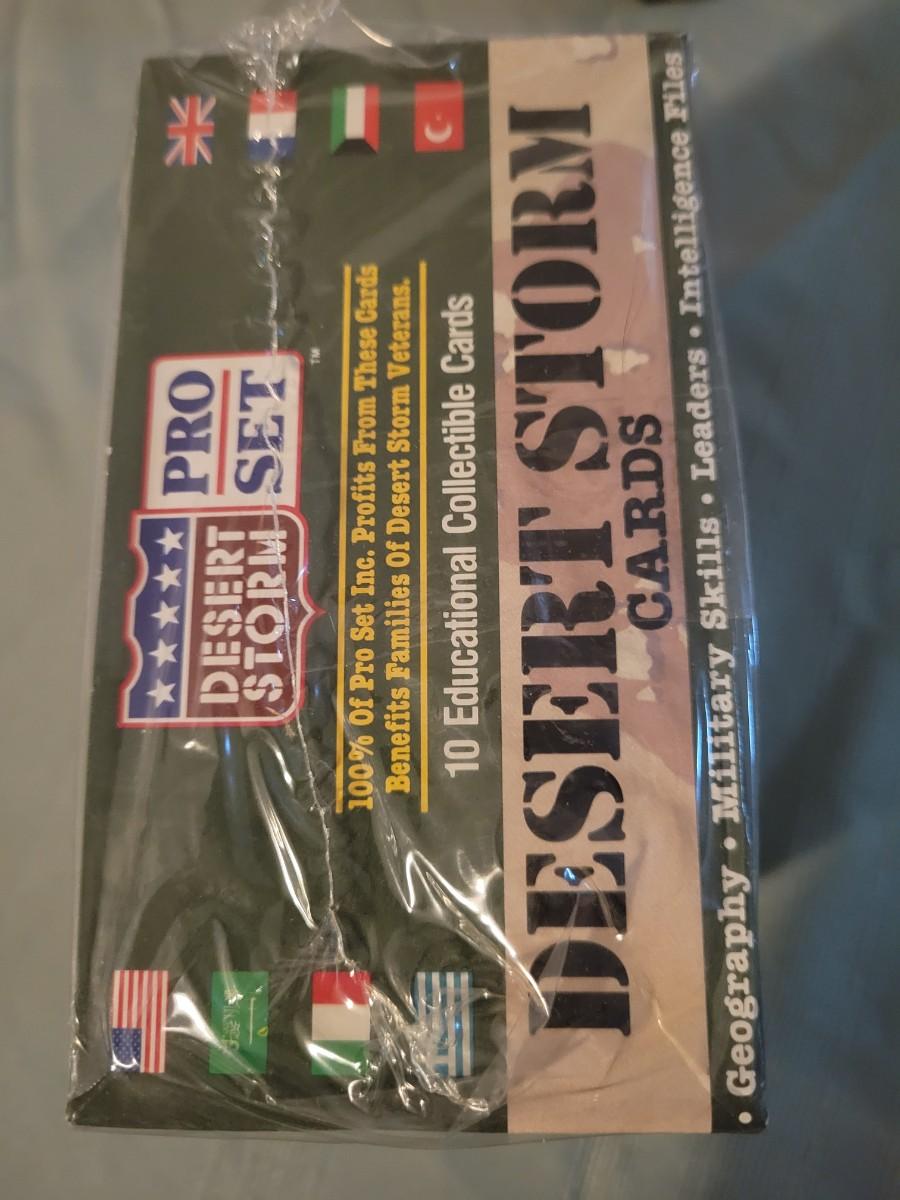 DESERT
STORM
PRO
SET
™
100% Of Pro Set Inc. Profits From These Cards
Benefits Families Of Desert Storm Veterans.
10 Educational Collectible Cards
DESERT STORM
CARDS
• Geography • Military Skills • Leaders • Intelligence Files